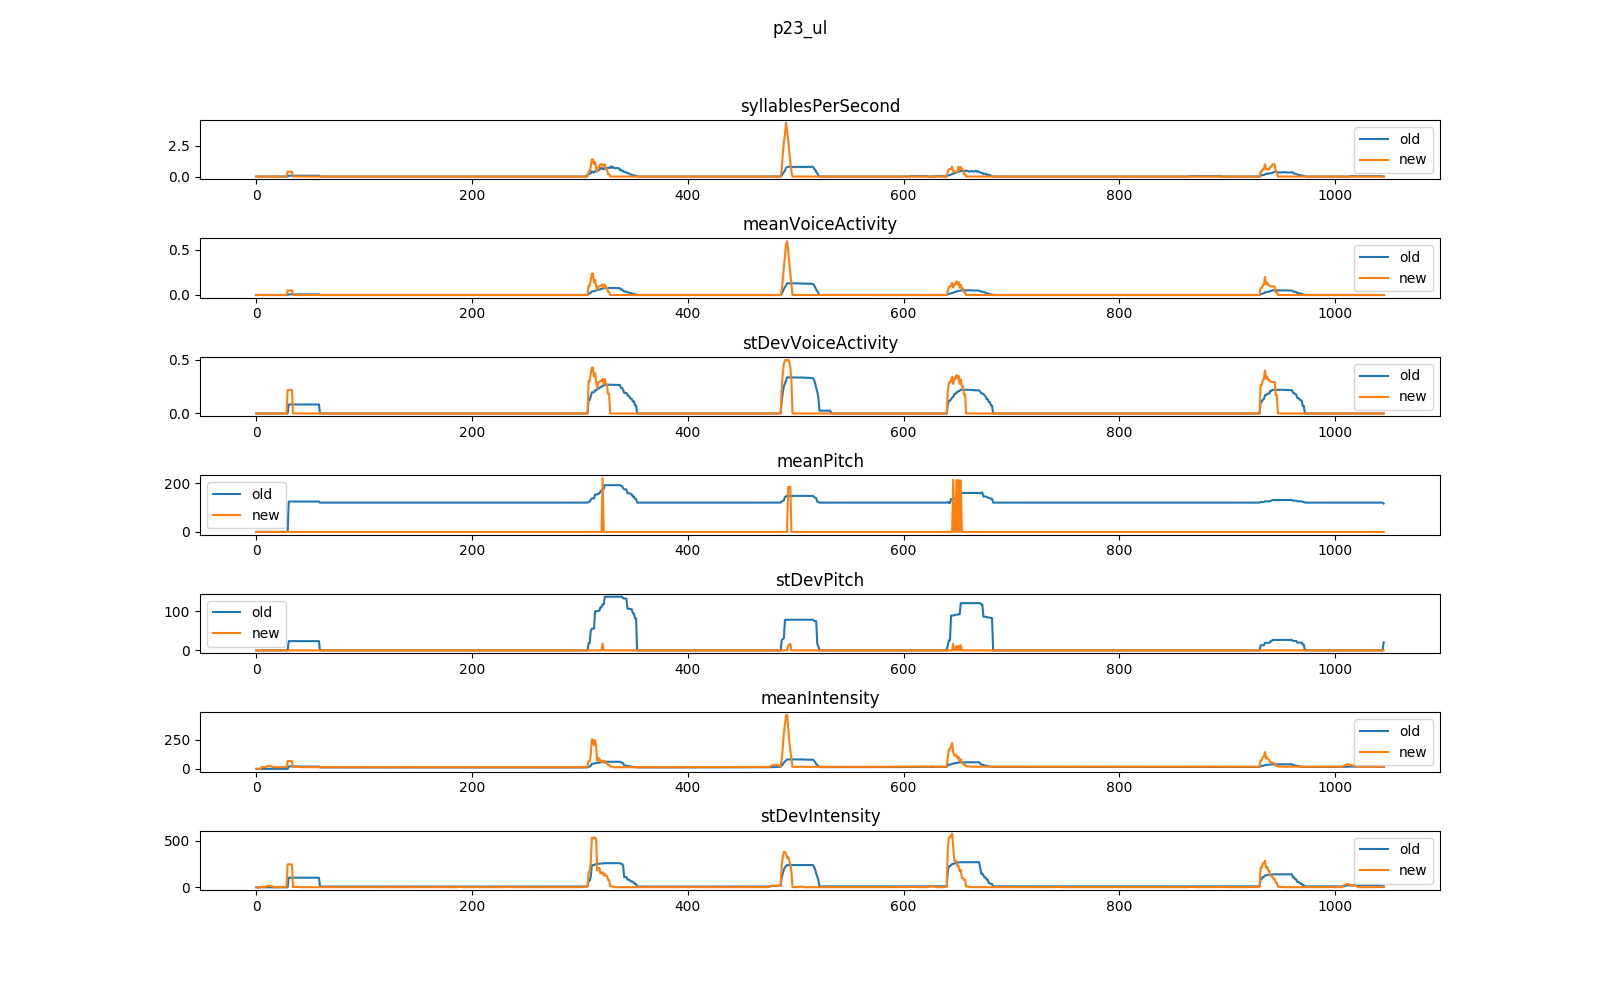 p23_ul
syllablesPerSecond
2.5
0.0
old
new
0 200 400 600 800 1000
meanVoiceActivity
0.5
0.0
old
new
0 200 400 600 800 1000
stDevVoiceActivity
0.5
0.0
old
new
0 200 400 600 800 1000
meanPitch
200
0
old
new
0 200 400 600 800 1000
stDevPitch
100
0
old
new
0 200 400 600 800 1000
meanIntensity
250
0
old
new
0 200 400 600 800 1000
stDevIntensity
500
0
old
new
0 200 400 600 800 1000